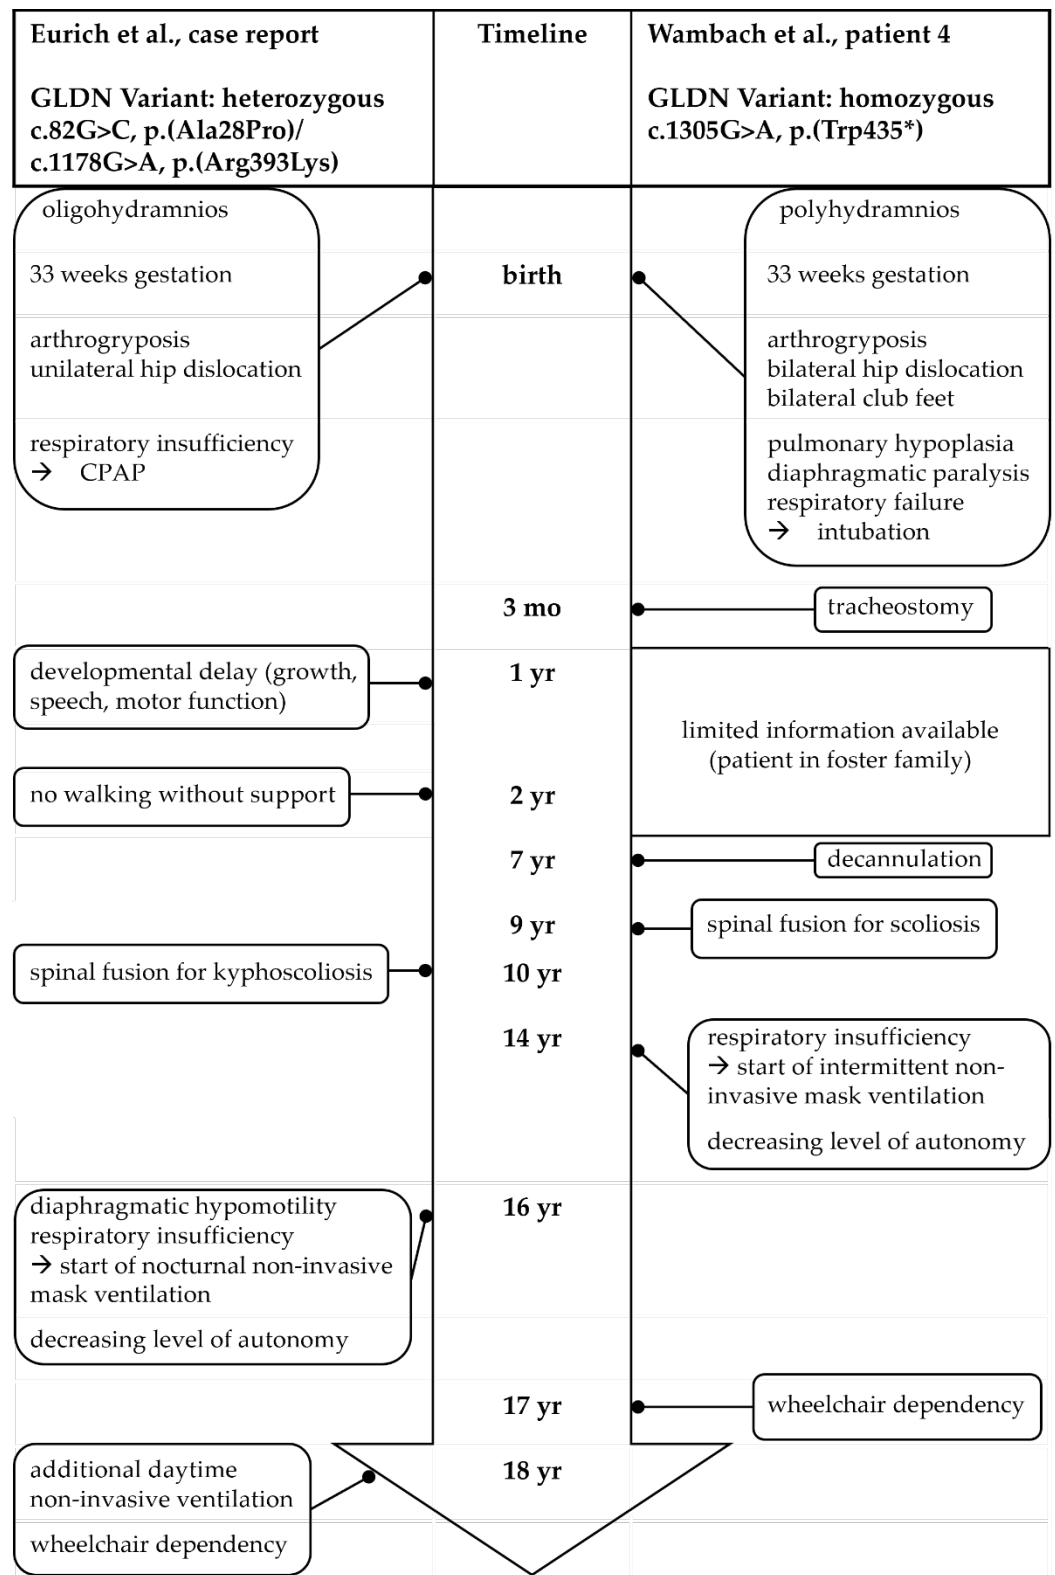 Eurich et al., case report
GLDN Variant: heterozygous
c.82G>C, p.(Ala28Pro)/
c.1178G>A, p.(Arg393Lys)
Timeline
Wambach et al., patient 4
GLDN Variant: homozygous
c.1305G>A, p.(Trp435*)
oligohydramnios
33 weeks gestation
arthrogryposis
unilateral hip dislocation
respiratory insufficiency
→ CPAP
birth
polyhydramnios
33 weeks gestation
arthrogryposis
bilateral hip dislocation
bilateral club feet
pulmonary hypoplasia
diaphragmatic paralysis
respiratory failure
→ intubation
3 mo
tracheostomy
developmental delay (growth,
speech, motor function)
1 yr
limited information available
(patient in foster family)
no walking without support
2 yr
7 yr
decannulation
9 yr
spinal fusion for scoliosis
spinal fusion for kyphoscoliosis
10 yr
14 yr
respiratory insufficiency
→ start of intermittent non-
invasive mask ventilation
decreasing level of autonomy
diaphragmatic hypomotility
respiratory insufficiency
→ start of nocturnal non-invasive
mask ventilation
decreasing level of autonomy
16 yr
17 yr
wheelchair dependency
additional daytime
non-invasive ventilation
wheelchair dependency
18 yr